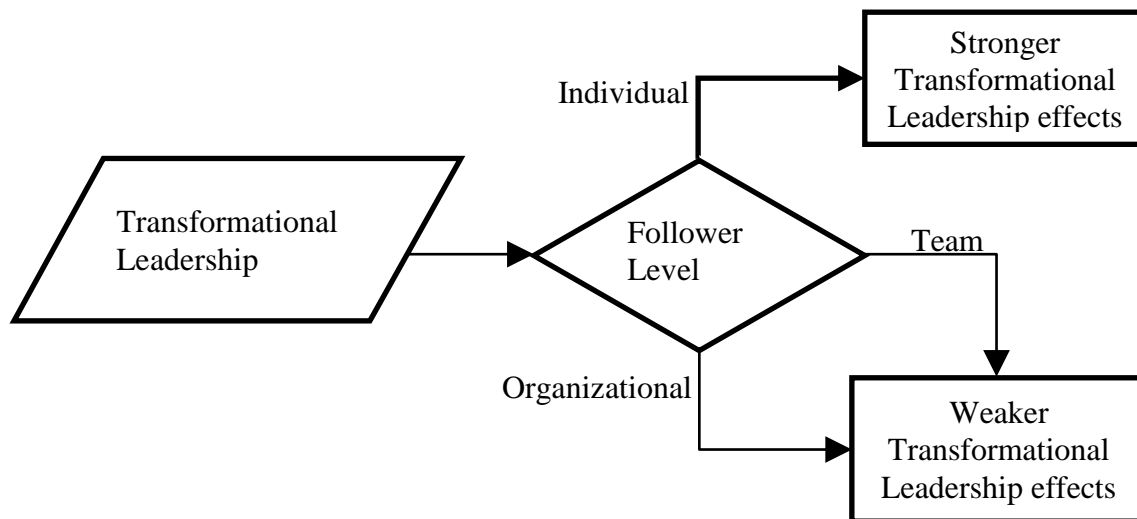 Stronger
Transformational
Leadership effects
Individual
Transformational
Leadership
Follower
Level
Team
Organizational
Weaker
Transformational
Leadership effects